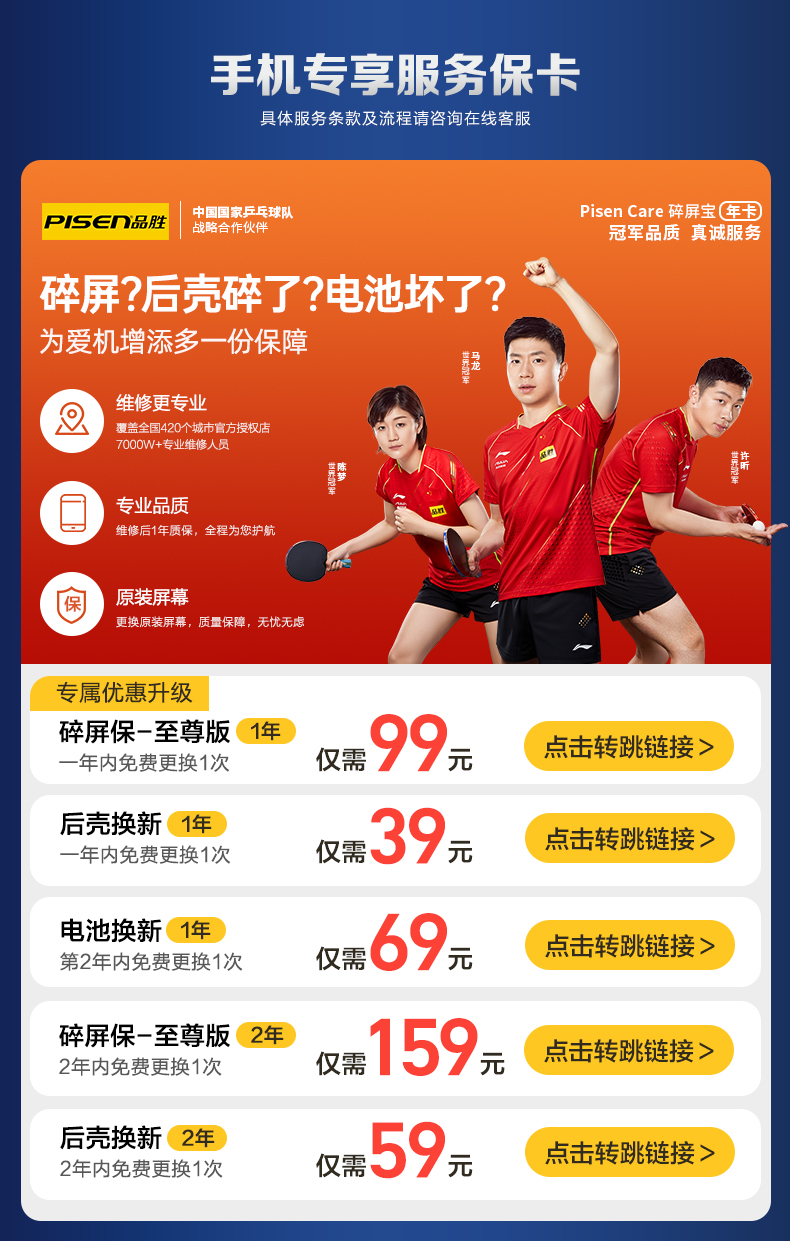 手机专享服务保卡
具体服务条款及流程请咨询在线客服
PISEN品胜
中国国家乒乓球队
战略合作伙伴
Pisen Care 碎屏宝 年卡
冠军品质 真诚服务
碎屏?后壳碎了?电池坏了?
为爱机增添多一份保障
维修更专业
覆盖全国420个城市官方授权店
7000W+专业维修人员
专业品质
维修后1年质保，全程为您护航
保
原装屏幕
更换原装屏幕，质量保障，无忧无虑
马龙
世界冠军
陈梦
世界冠军
许昕
世界冠军
品胜
品胜
专属优惠升级
碎屏保-至尊版 1年
一年内免费更换1次
仅需99元
点击转跳链接 >
后壳换新 1年
一年内免费更换1次
仅需39元
点击转跳链接 >
电池换新 1年
第2年内免费更换1次
仅需69元
点击转跳链接 >
碎屏保-至尊版 2年
2年内免费更换1次
仅需159元
点击转跳链接 >
后壳换新 2年
2年内免费更换1次
仅需59元
点击转跳链接 >